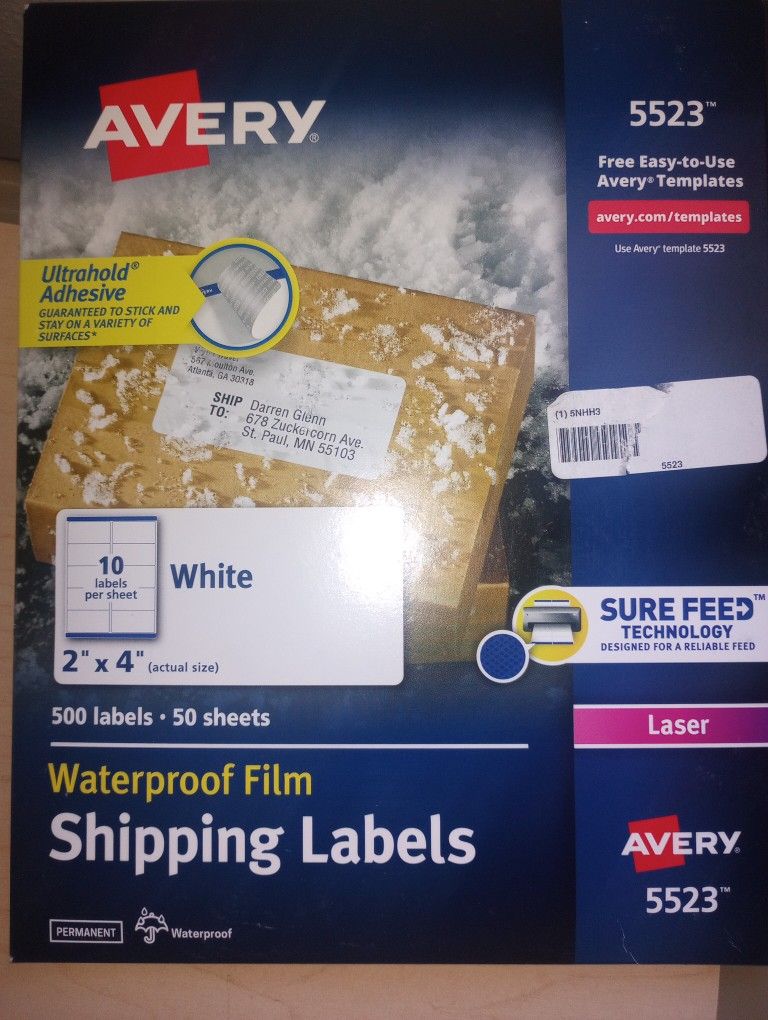 AVERY®
5523™
Free Easy-to-Use
Avery® Templates
avery.com/templates
Use Avery® template 5523
Ultrahold®
Adhesive
GUARANTEED TO STICK AND
STAY ON A VARIETY OF
SURFACES*
Atlanta, GA 30318
SHIP
TO:
Darren Glenn
678 Zuckercorn Ave.
St. Paul, MN 55103
(1) 5NHH3
5523
10
labels
per sheet
White
2" x 4" (actual size)
SURE FEED™
TECHNOLOGY
DESIGNED FOR A RELIABLE FEED
500 labels • 50 sheets
Laser
Waterproof Film
Shipping Labels
AVERY®
5523™
PERMANENT
Waterproof